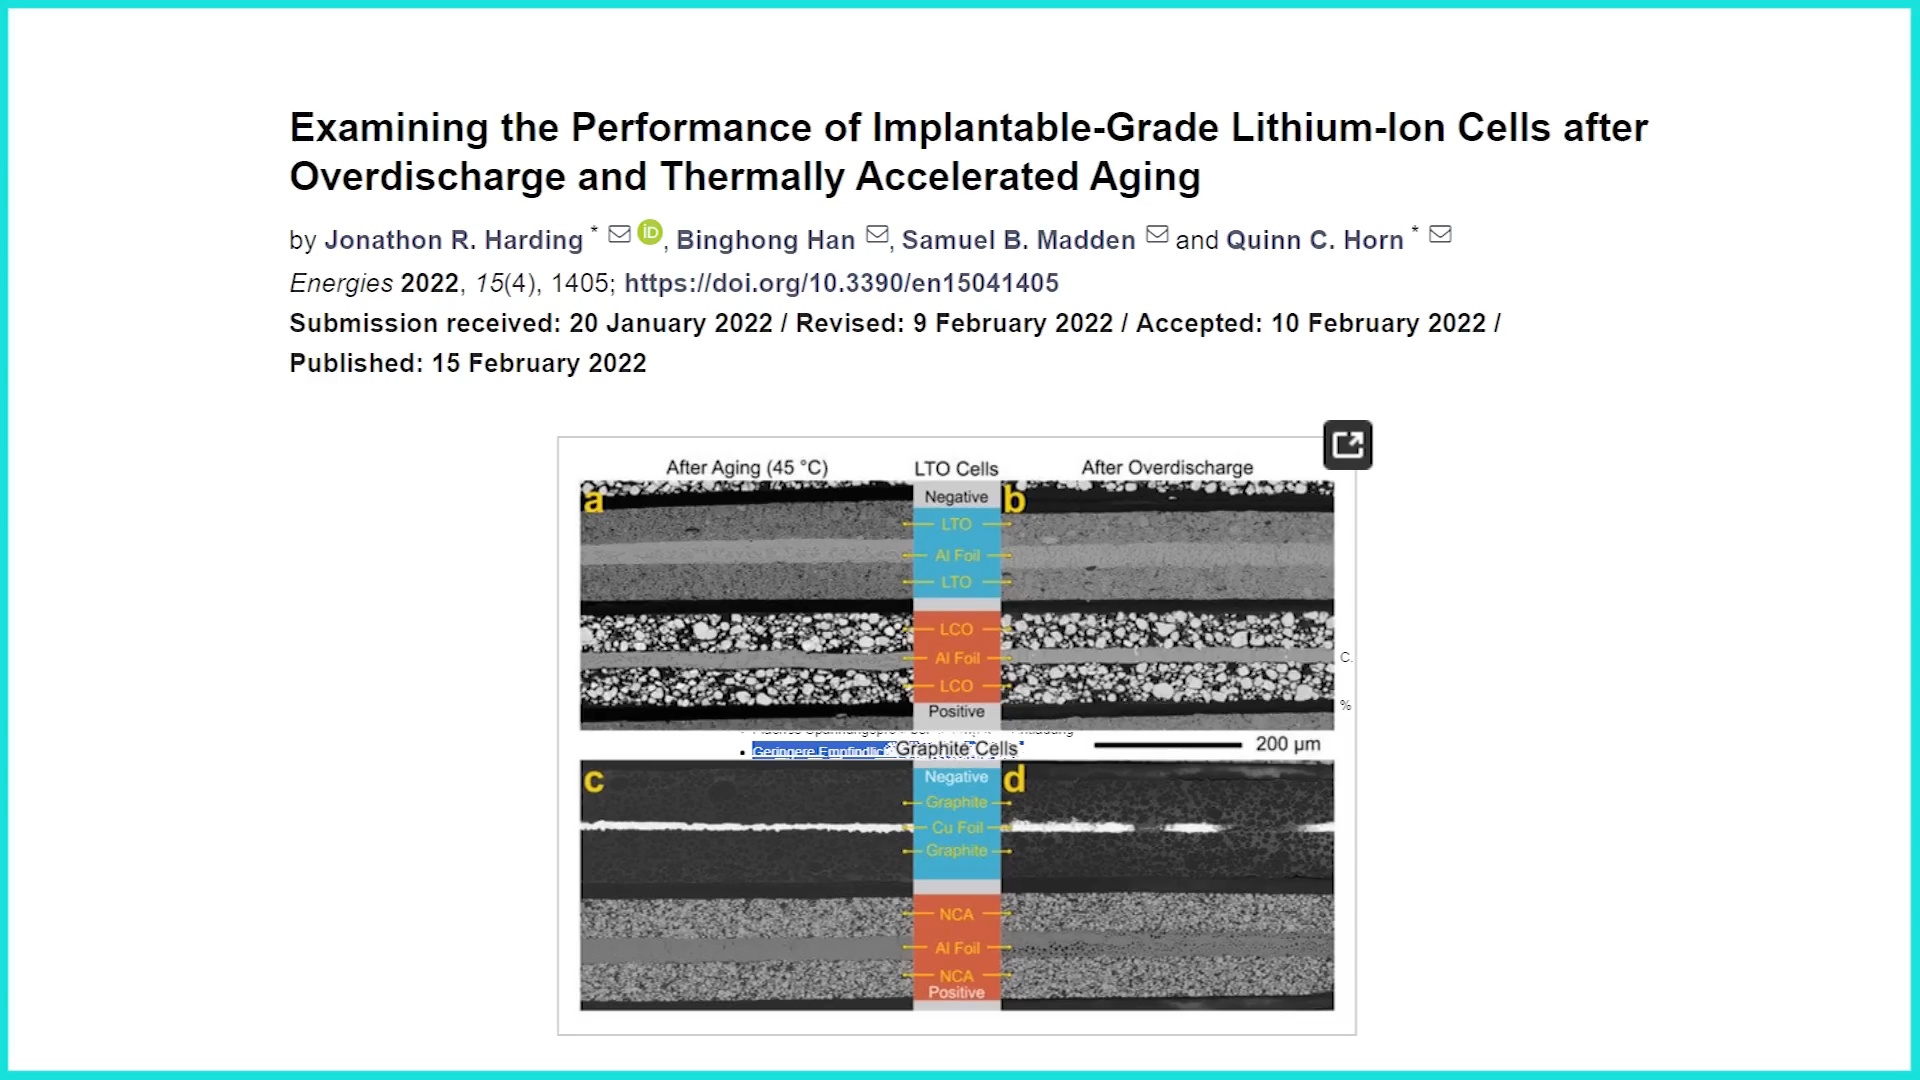 Examining the Performance of Implantable-Grade Lithium-Ion Cells after
Overdischarge and Thermally Accelerated Aging
by Jonathon R. Harding * iD, Binghong Han, Samuel B. Madden and Quinn C. Horn *
Energies 2022, 15(4), 1405; https://doi.org/10.3390/en15041405
Submission received: 20 January 2022 / Revised: 9 February 2022 / Accepted: 10 February 2022 /
Published: 15 February 2022
After Aging (45 °C) LTO Cells After Overdischarge
a Negative b
LTO
Al Foil
LTO
LCO
Al Foil C.
LCO
% 
Positive
Geringere Graphite Cells 200 µm
c Negative d
Graphite
Cu Foil
Graphite
NCA
Al Foil
NCA
Positive